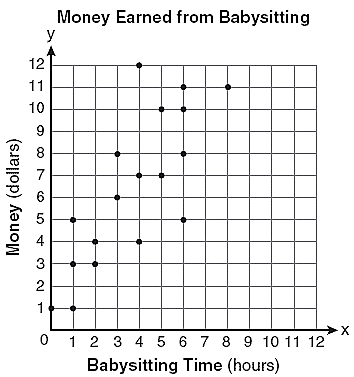 Money Earned from Babysitting
y
12
11
10
9
8
7
6
5
4
3
2
1
Money (dollars)
0 1 2 3 4 5 6 7 8 9 10 11 12 x
Babysitting Time (hours)